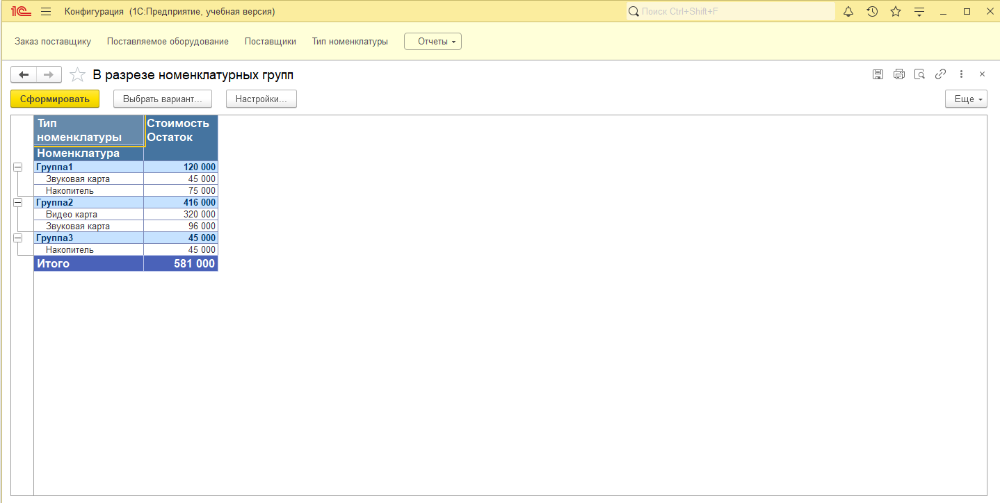 1С Конфигурация (1С:Предприятие, учебная версия) Поиск Ctrl+Shift+F
Заказ поставщику Поставляемое оборудование Поставщики Тип номенклатуры Отчеты
В разрезе номенклатурных групп
Сформировать Выбрать вариант... Настройки... Еще
Тип Стоимость
номенклатуры Остаток
Номенклатура
Группа1 120 000
Звуковая карта 45 000
Накопитель 75 000
Группа2 416 000
Видео карта 320 000
Звуковая карта 96 000
Группа3 45 000
Накопитель 45 000
Итого 581 000